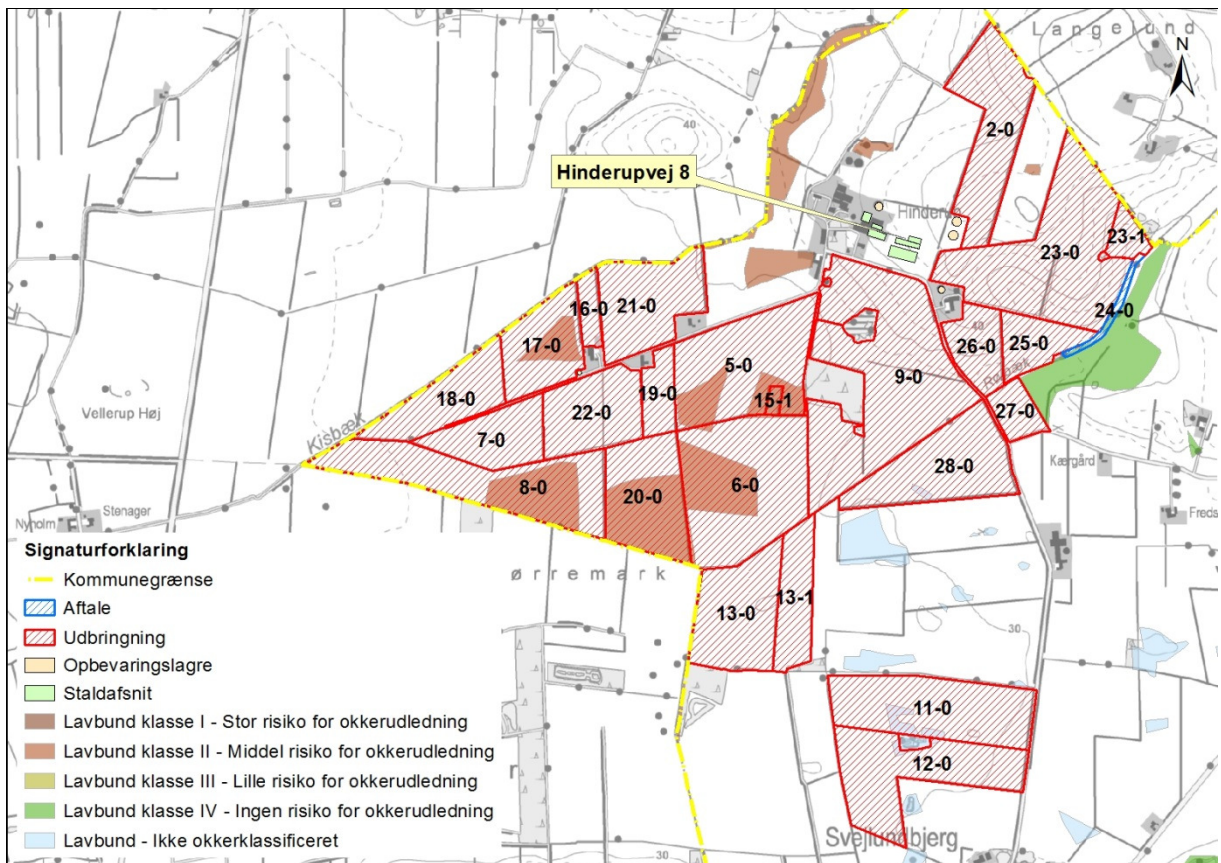 Langelund
N
40
2-0
Hinderupvej 8
Hinderup
23-1
23-0
16-0
21-0
24-0
17-0
5-0
40
26-0
25-0
Rødbæk
18-0
19-0
15-1
9-0
22-0
27-0
Vellerup Høj
Kisbæk
7-0
28-0
Kærgård
8-0
20-0
6-0
Nyholm
Stenager
Freds
Signaturforklaring
Kommunegrænse
Aftale
Udbringning
Opbevaringslagre
Staldafsnit
Lavbund klasse I - Stor risiko for okkerudledning
Lavbund klasse II - Middel risiko for okkerudledning
Lavbund klasse III - Lille risiko for okkerudledning
Lavbund klasse IV - Ingen risiko for okkerudledning
Lavbund - Ikke okkerklassificeret
ørremark
13-0
13-1
30
11-0
12-0
Svejlundbjerg
30